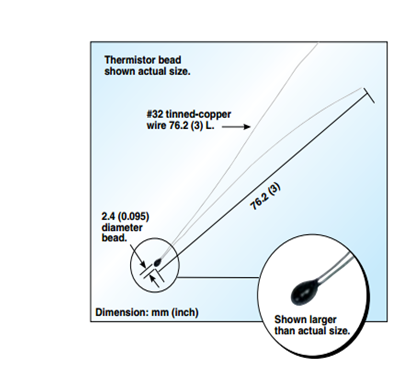 Thermistor bead
shown actual size.
#32 tinned-copper
wire 76.2 (3) L.
76.2 (3)
2.4 (0.095)
diameter
bead.
Dimension: mm (inch)
Shown larger
than actual size.